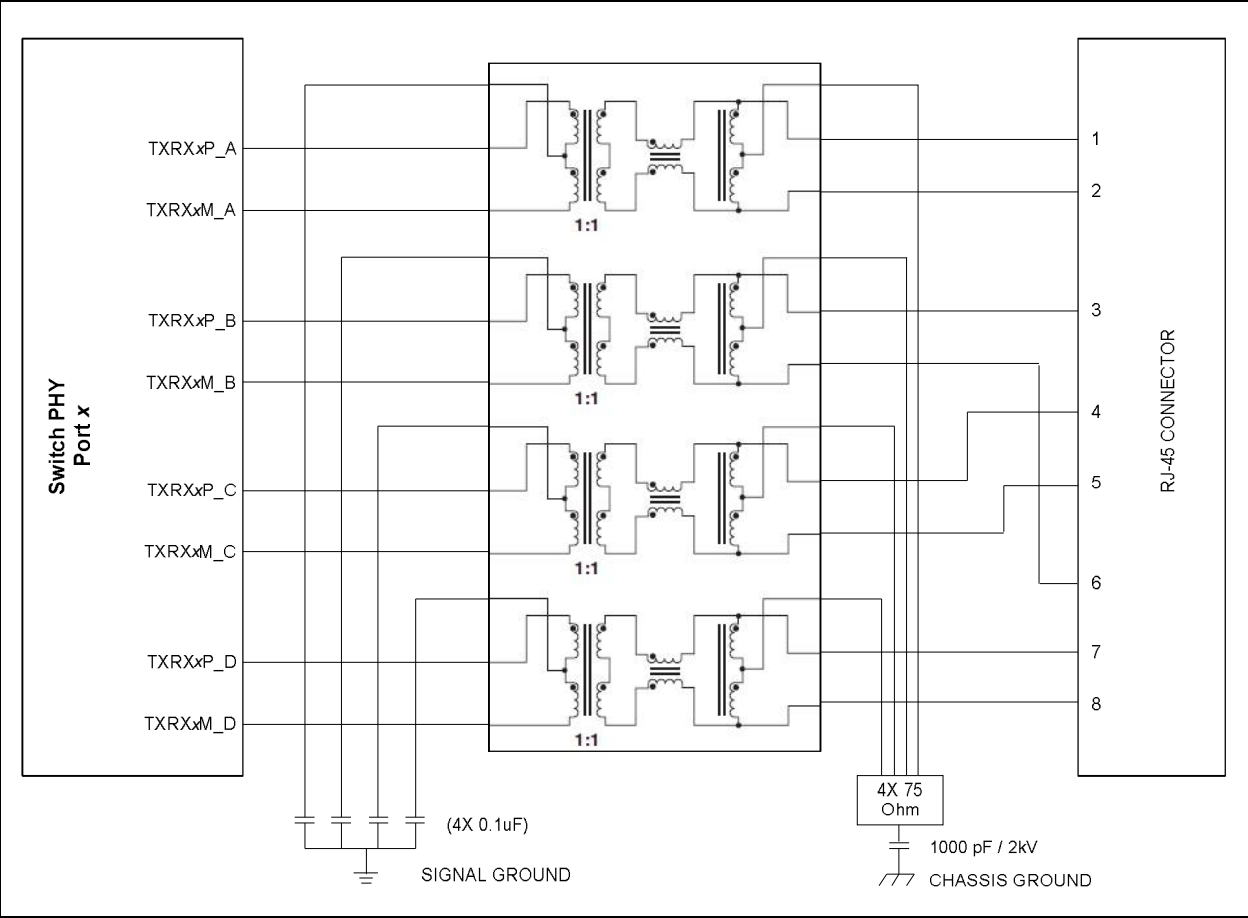 TXRXxP_A
TXRXxM_A
1:1
1
2
TXRXxP_B
TXRXxM_B
1:1
3
Switch PHY
Port x
TXRXxP_C
TXRXxM_C
1:1
4
5
6
RJ-45 CONNECTOR
TXRXxP_D
TXRXxM_D
1:1
7
8
(4X 0.1uF)
SIGNAL GROUND
4X 75
Ohm
1000 pF / 2kV
CHASSIS GROUND